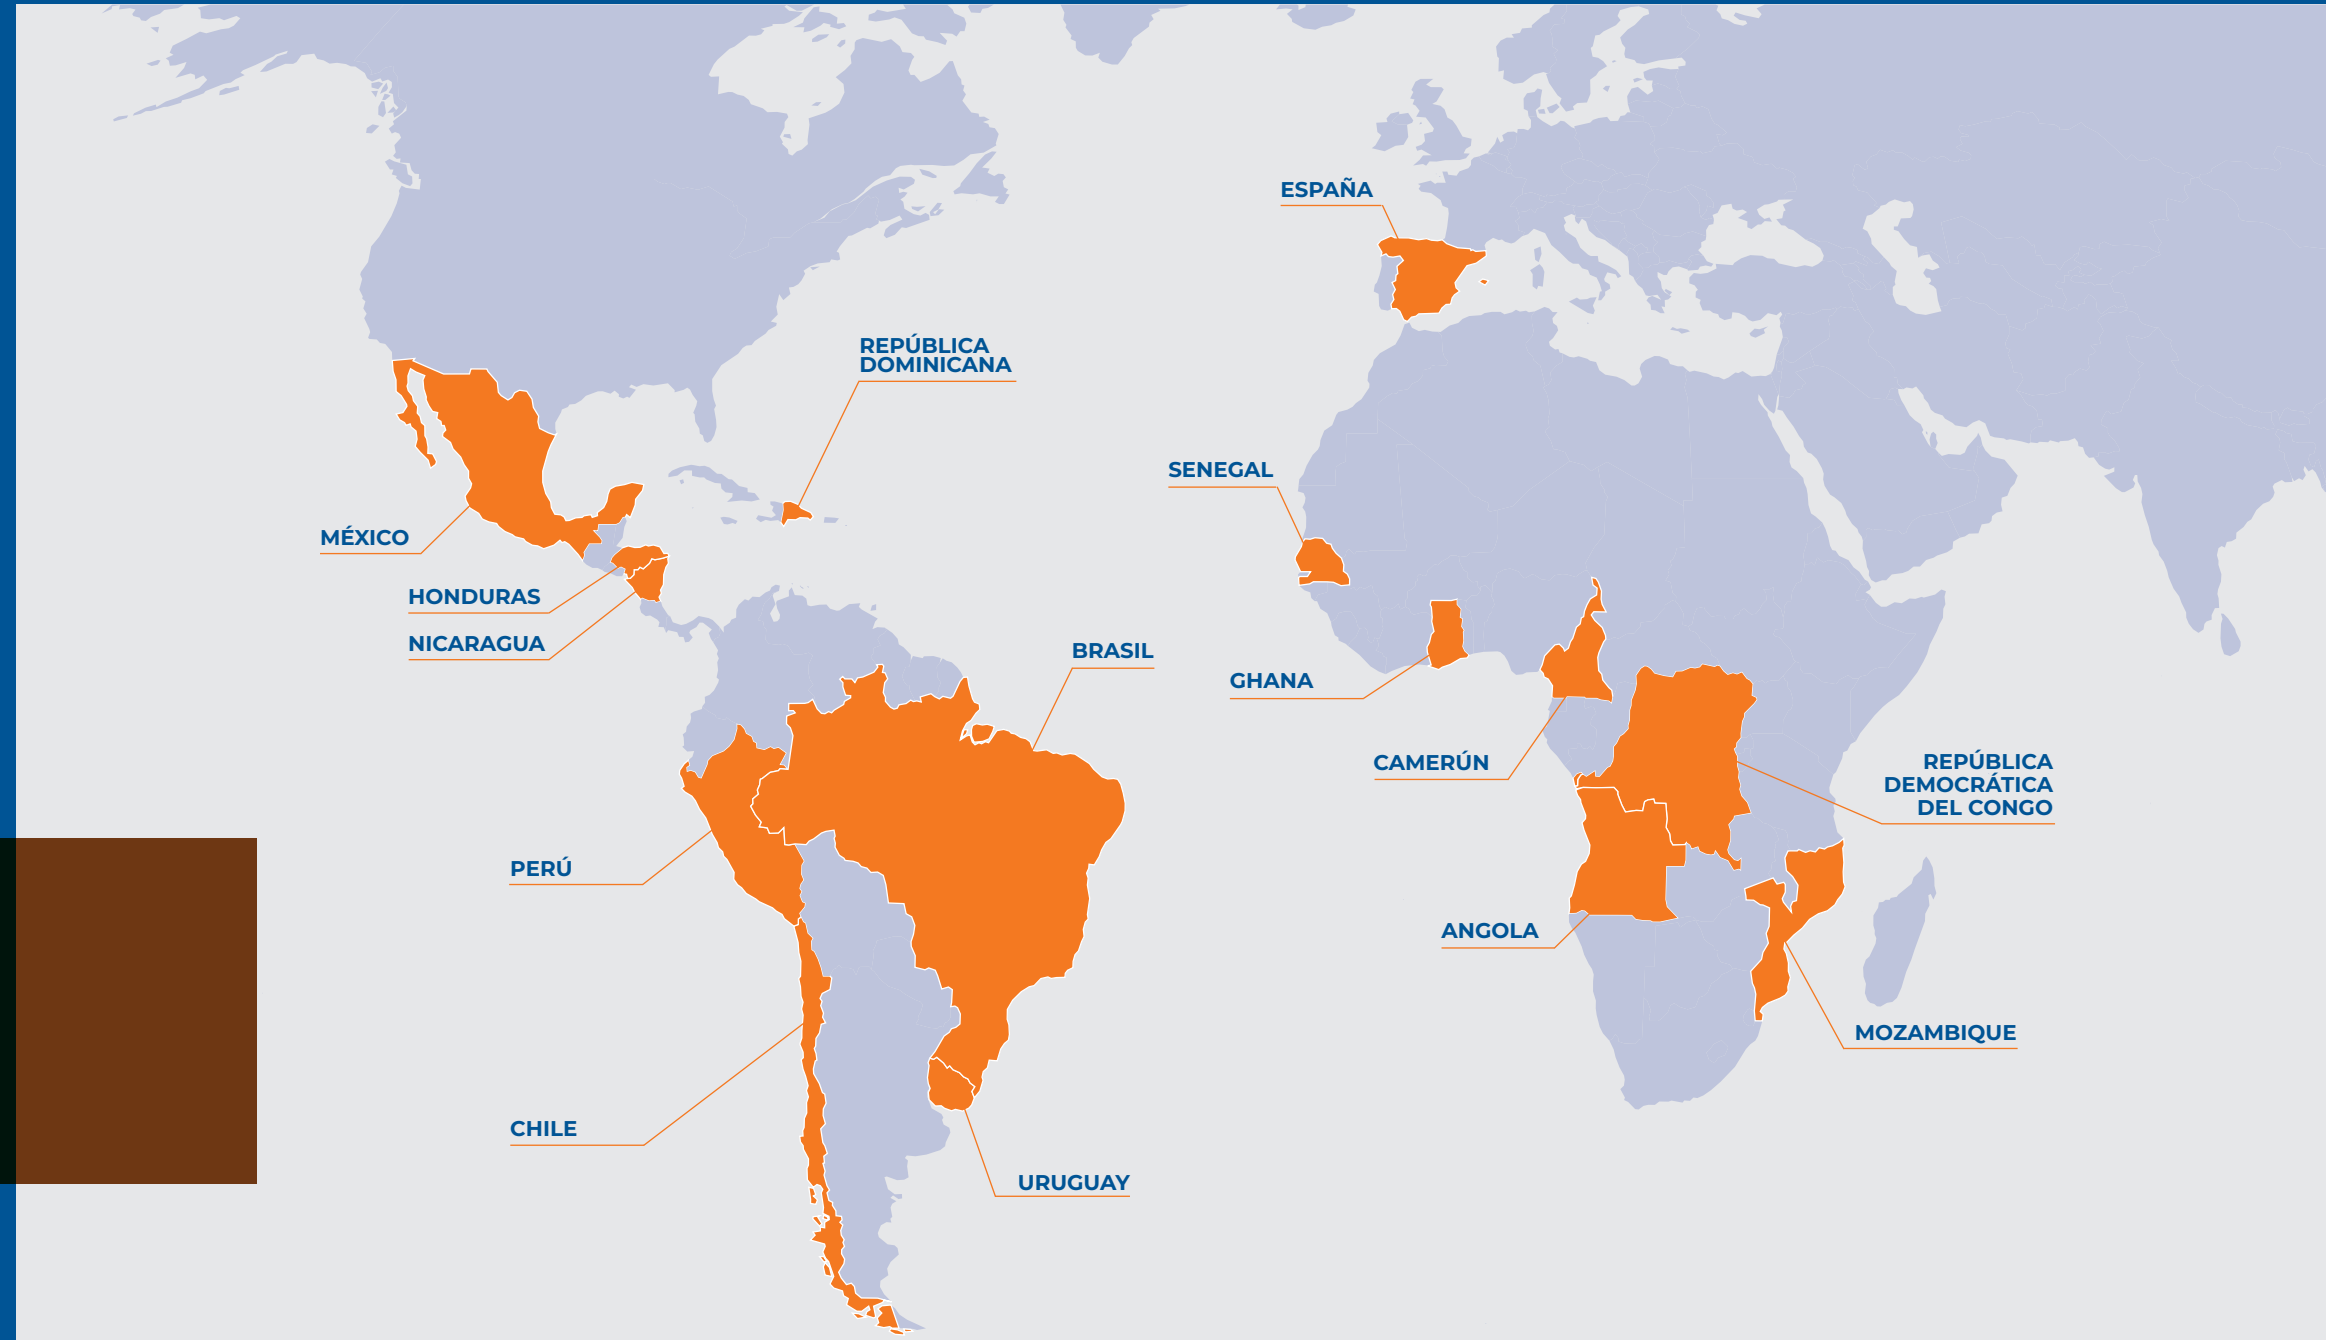 ESPAÑA
REPÚBLICA
DOMINICANA
SENEGAL
MÉXICO
HONDURAS
NICARAGUA
BRASIL
GHANA
CAMERÚN
REPÚBLICA
DEMOCRÁTICA
DEL CONGO
PERÚ
ANGOLA
MOZAMBIQUE
CHILE
URUGUAY